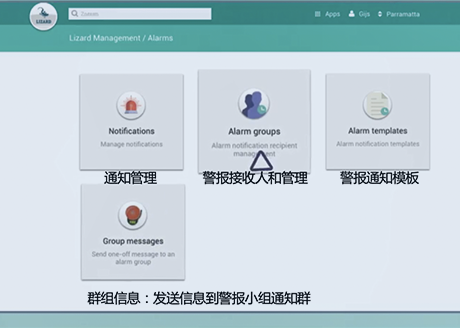 LIZARD
Apps Gijs Parramatta
Lizard Management / Alarms
Notifications
Manage notifications
通知管理
Alarm groups
Alarm notification recipient
management
警报接收人和管理
Alarm templates
Alarm notification templates
警报通知模板
Group messages
Send one-off message to an
alarm group
群组信息：发送信息到警报小组通知群